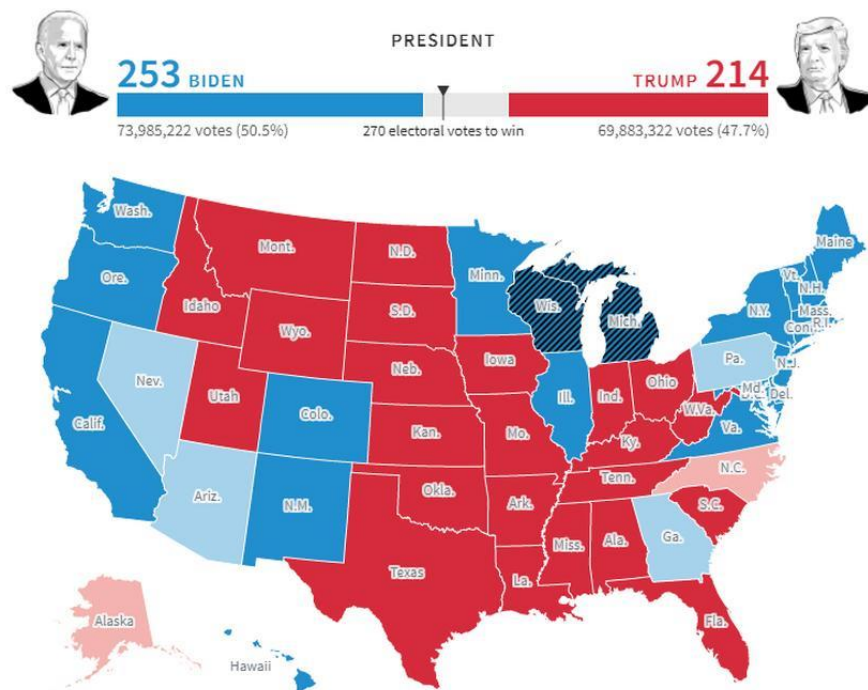 PRESIDENT
253 BIDEN
TRUMP 214
73,985,222 votes (50.5%)
270 electoral votes to win
69,883,322 votes (47.7%)
Wash.
Maine
Mont.
N.D.
Minn.
Vt.
Ore.
N.H.
Idaho
Wis.
Mich.
N.Y.
Mass.
S.D.
Conn.
R.I.
Wyo.
Iowa
Pa.
N.J.
Nev.
Neb.
Ohio
Md.
D.C.
Del.
Utah
Ill.
Ind.
Colo.
W.Va.
Calif.
Kan.
Mo.
Ky.
Va.
N.C.
Tenn.
Ariz.
Okla.
N.M.
Ark.
S.C.
Miss.
Ala.
Ga.
Texas
La.
Alaska
Fla.
Hawaii